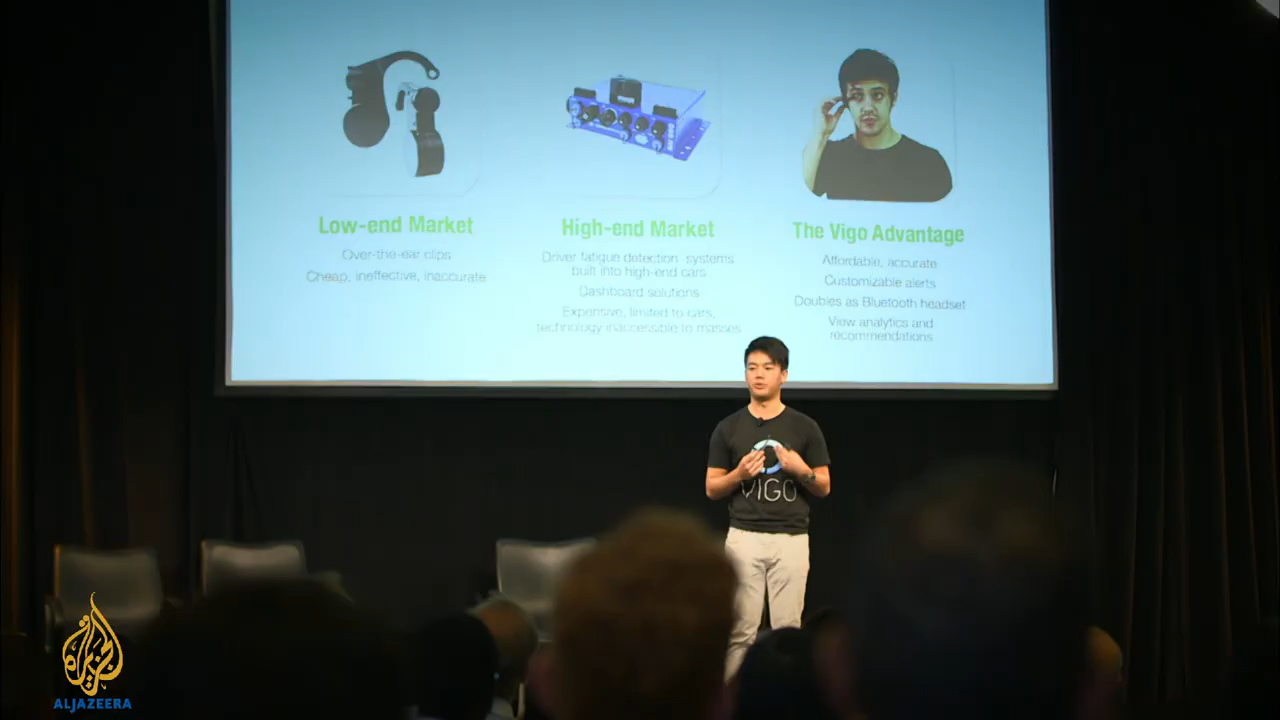 Low-end Market
Over-the-ear clips
Cheap, ineffective, inaccurate
High-end Market
Driver fatigue detection systems
built into high-end cars
Dashboard solutions
Expensive, limited to cars,
technology inaccessible to masses
The Vigo Advantage
Affordable, accurate
Customizable alerts
Doubles as Bluetooth headset
View analytics and
recommendations
VIGO
الجزيرة
ALJAZEERA